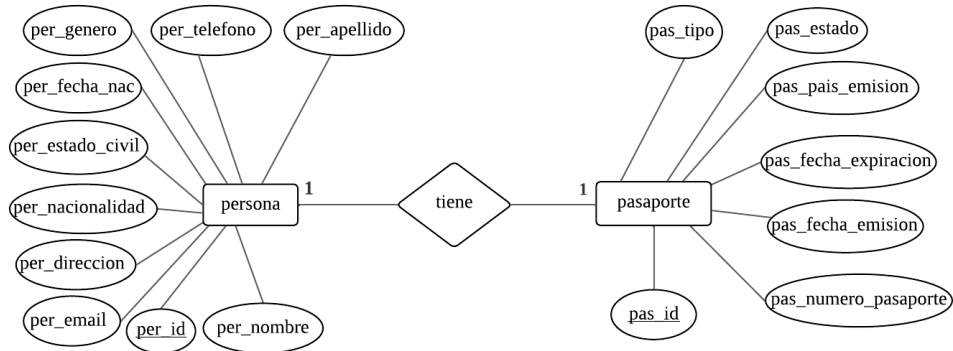 per_genero
per_telefono
per_apellido
pas_tipo
pas_estado
per_fecha_nac
pas_pais_emision
per_estado_civil
pas_fecha_expiracion
1
1
persona
tiene
pasaporte
per_nacionalidad
pas_fecha_emision
per_direccion
pas_numero_pasaporte
per_email
per_id
per_nombre
pas_id